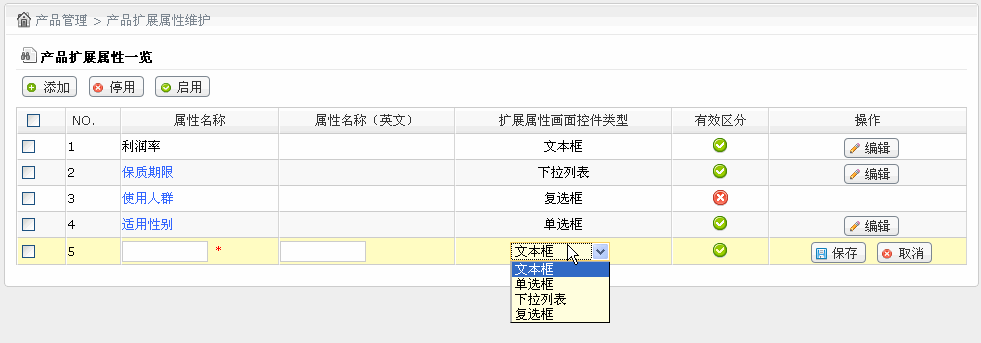 产品管理 > 产品扩展属性维护
产品扩展属性一览
添加 停用 启用
NO. 属性名称 属性名称（英文） 扩展属性画面控件类型 有效区分 操作
1 利润率 文本框 编辑
2 保质期限 下拉列表 编辑
3 使用人群 复选框
4 适用性别 单选框 编辑
5 * 文本框 保存 取消
文本框
单选框
下拉列表
复选框